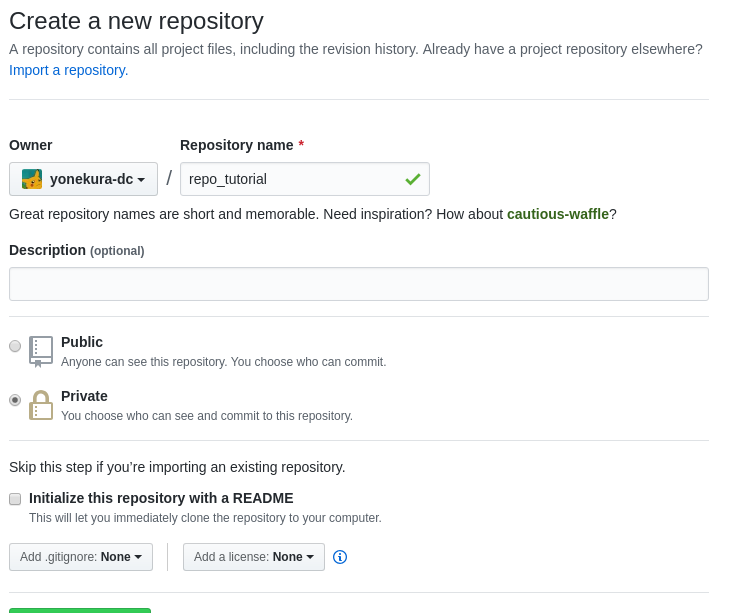 Create a new repository
A repository contains all project files, including the revision history. Already have a project repository elsewhere?
Import a repository.
Owner
Repository name *
yonekura-dc / repo_tutorial
Great repository names are short and memorable. Need inspiration? How about cautious-waffle?
Description (optional)
Public
Anyone can see this repository. You choose who can commit.
Private
You choose who can see and commit to this repository.
Skip this step if you’re importing an existing repository.
Initialize this repository with a README
This will let you immediately clone the repository to your computer.
Add .gitignore: None
Add a license: None